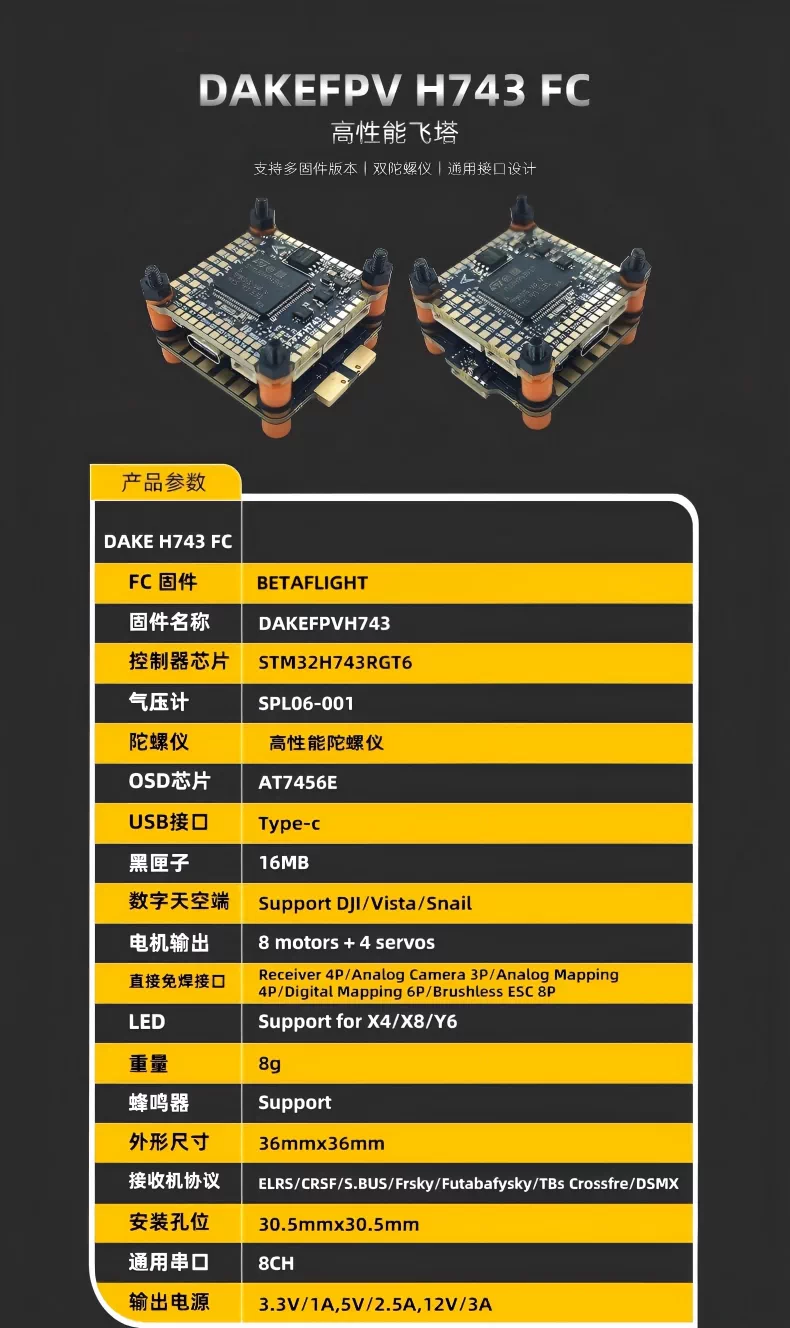 DAKEFPV H743 FC
高性能飞塔
支持多固件版本 | 双陀螺仪 | 通用接口设计
H743
产品参数
DAKE H743 FC
FC 固件 BETAFLIGHT
固件名称 DAKEFPVH743
控制器芯片 STM32H743RGT6
气压计 SPL06-001
陀螺仪 高性能陀螺仪
OSD芯片 AT7456E
USB接口 Type-c
黑匣子 16MB
数字天空端 Support DJI/Vista/Snail
电机输出 8 motors + 4 servos
直接免焊接口 Receiver 4P/Analog Camera 3P/Analog Mapping
4P/Digital Mapping 6P/Brushless ESC 8P
LED Support for X4/X8/Y6
重量 8g
蜂鸣器 Support
外形尺寸 36mmx36mm
接收机协议 ELRS/CRSF/S.BUS/Frsky/Futabafysky/TBs Crossfre/DSMX
安装孔位 30.5mmx30.5mm
通用串口 8CH
输出电源 3.3V/1A,5V/2.5A,12V/3A